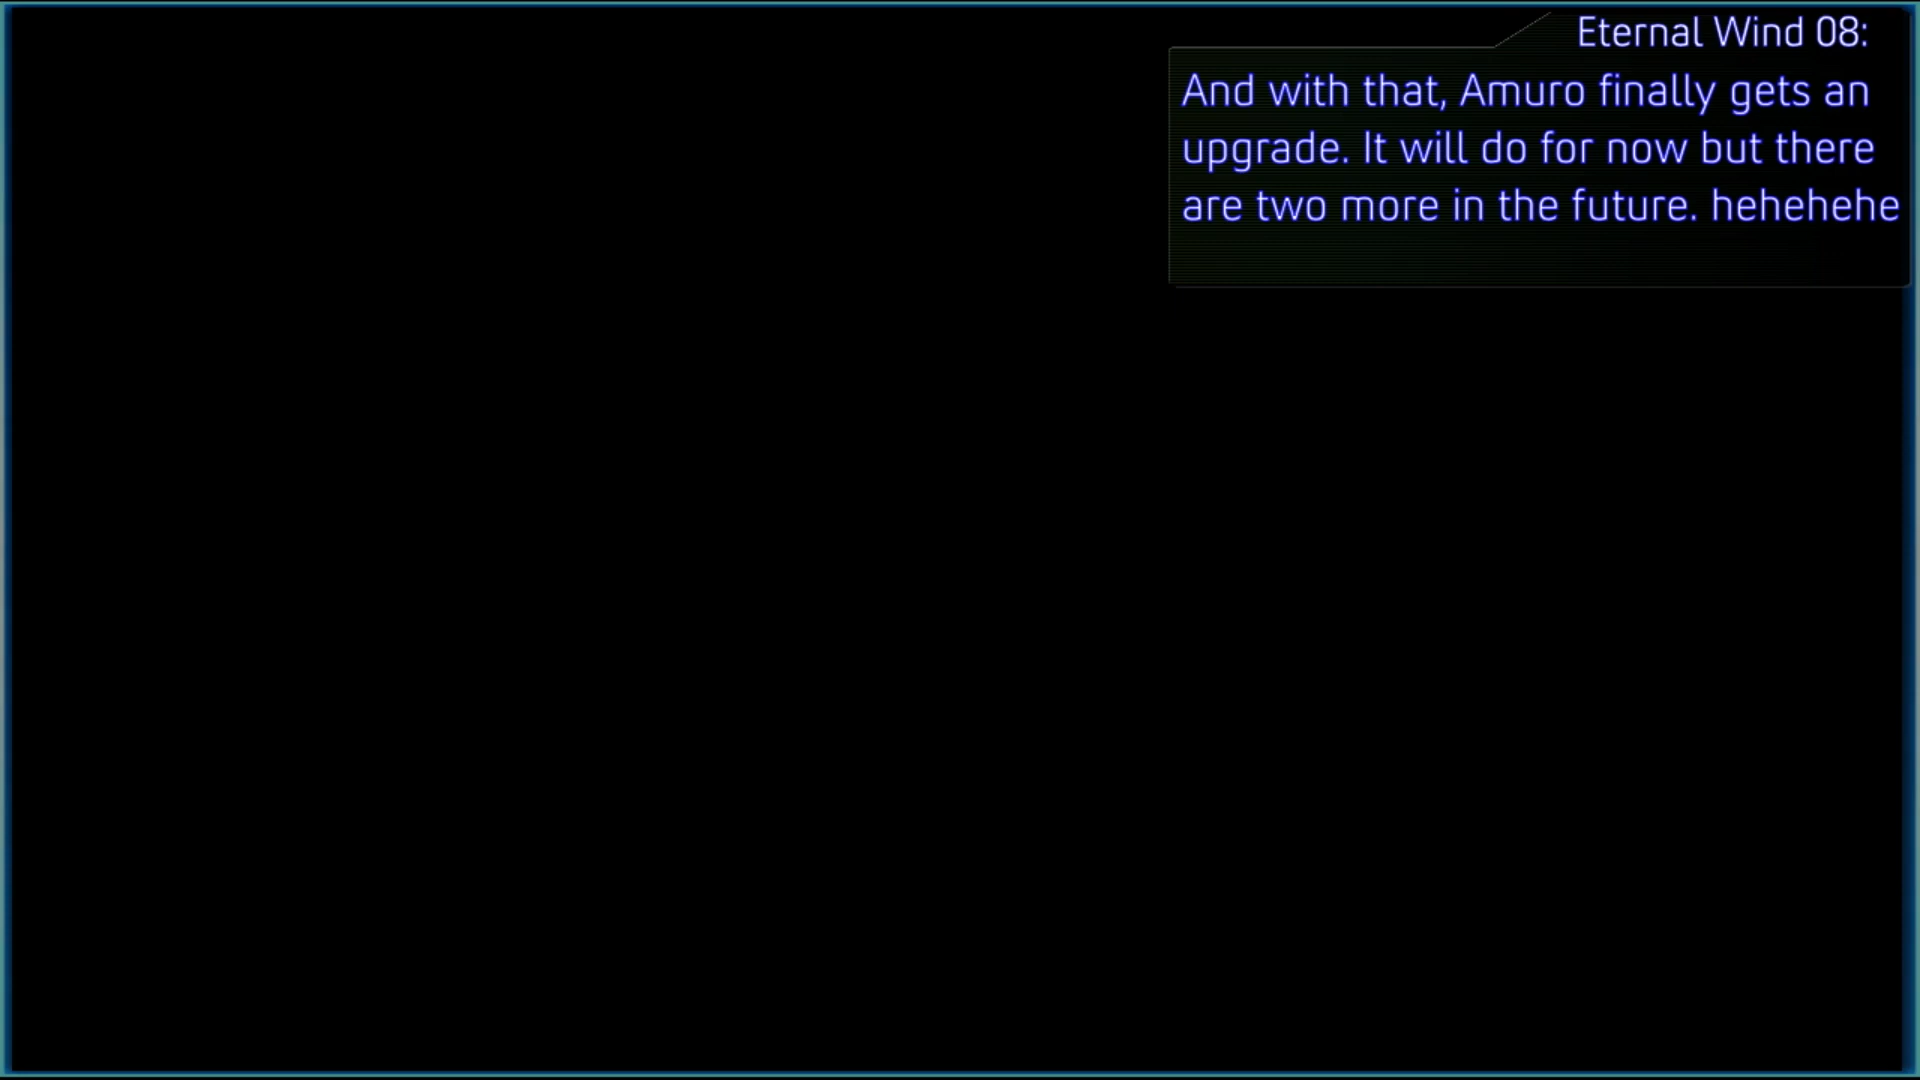 Eternal Wind 08:
And with that, Amuro finally gets an
upgrade. It will do for now but there
are two more in the future. hehehehe